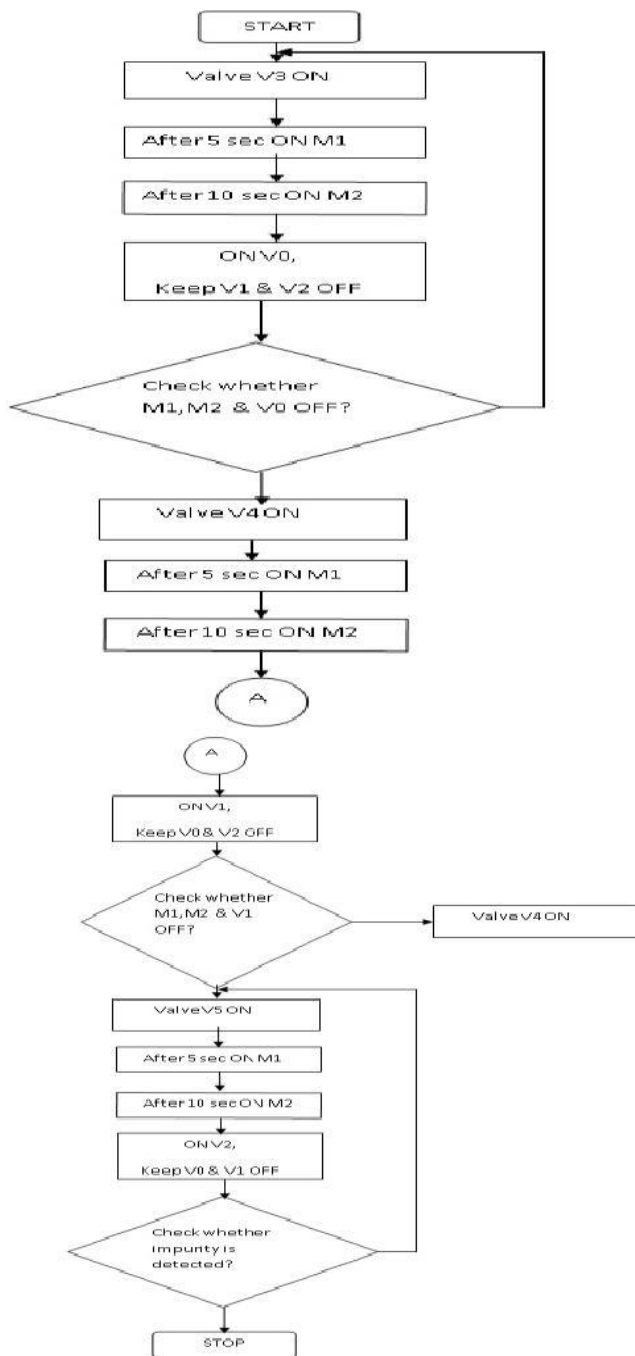 START
Valve V3 ON
After 5 sec ON M1
After 10 sec ON M2
ON V0,
Keep V1 & V2 OFF
Check whether
M1,M2 & V0 OFF?
Valve V4 ON
After 5 sec ON M1
After 10 sec ON M2
A
A
ON V1,
Keep V0 & V2 OFF
Check whether
M1,M2 & V1
OFF?
Valve V4 ON
Valve V5 ON
After 5 sec ON M1
After 10 sec ON M2
ON V2,
Keep V0 & V1 OFF
Check whether
impurity is
detected?
STOP